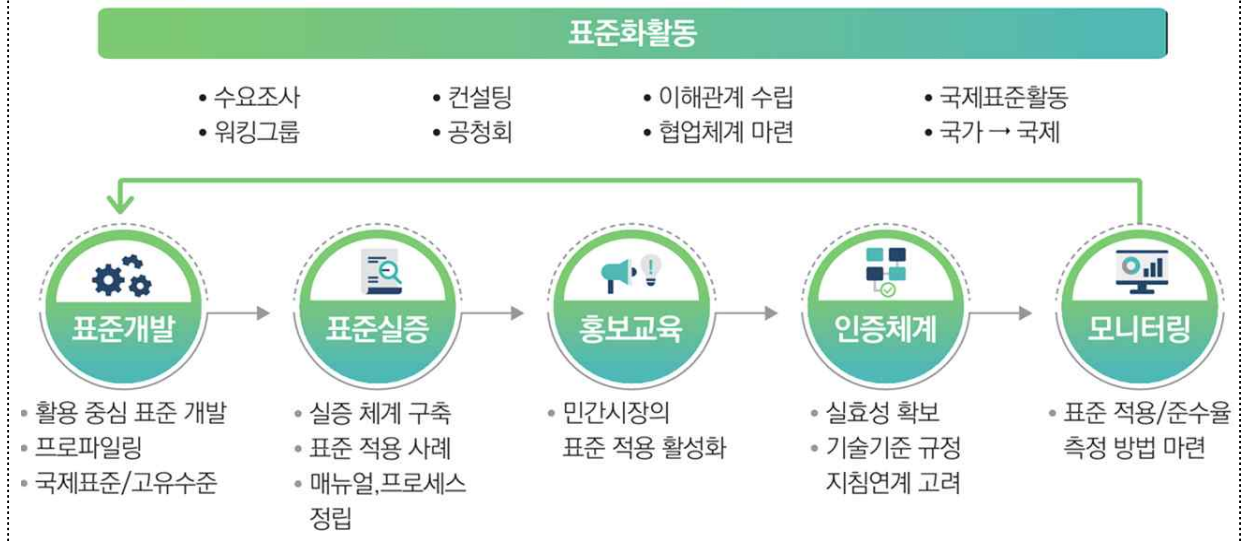 표준화활동
• 수요조사
• 워킹그룹
• 컨설팅
• 공청회
• 이해관계 수립
• 협업체계 마련
• 국제표준활동
• 국가 → 국제
표준개발
• 활용 중심 표준 개발
• 프로파일링
• 국제표준/고유수준
표준실증
• 실증 체계 구축
• 표준 적용 사례
• 매뉴얼,프로세스
정립
홍보교육
• 민간시장의
표준 적용 활성화
인증체계
• 실효성 확보
• 기술기준 규정
지침연계 고려
모니터링
• 표준 적용/준수율
측정 방법 마련